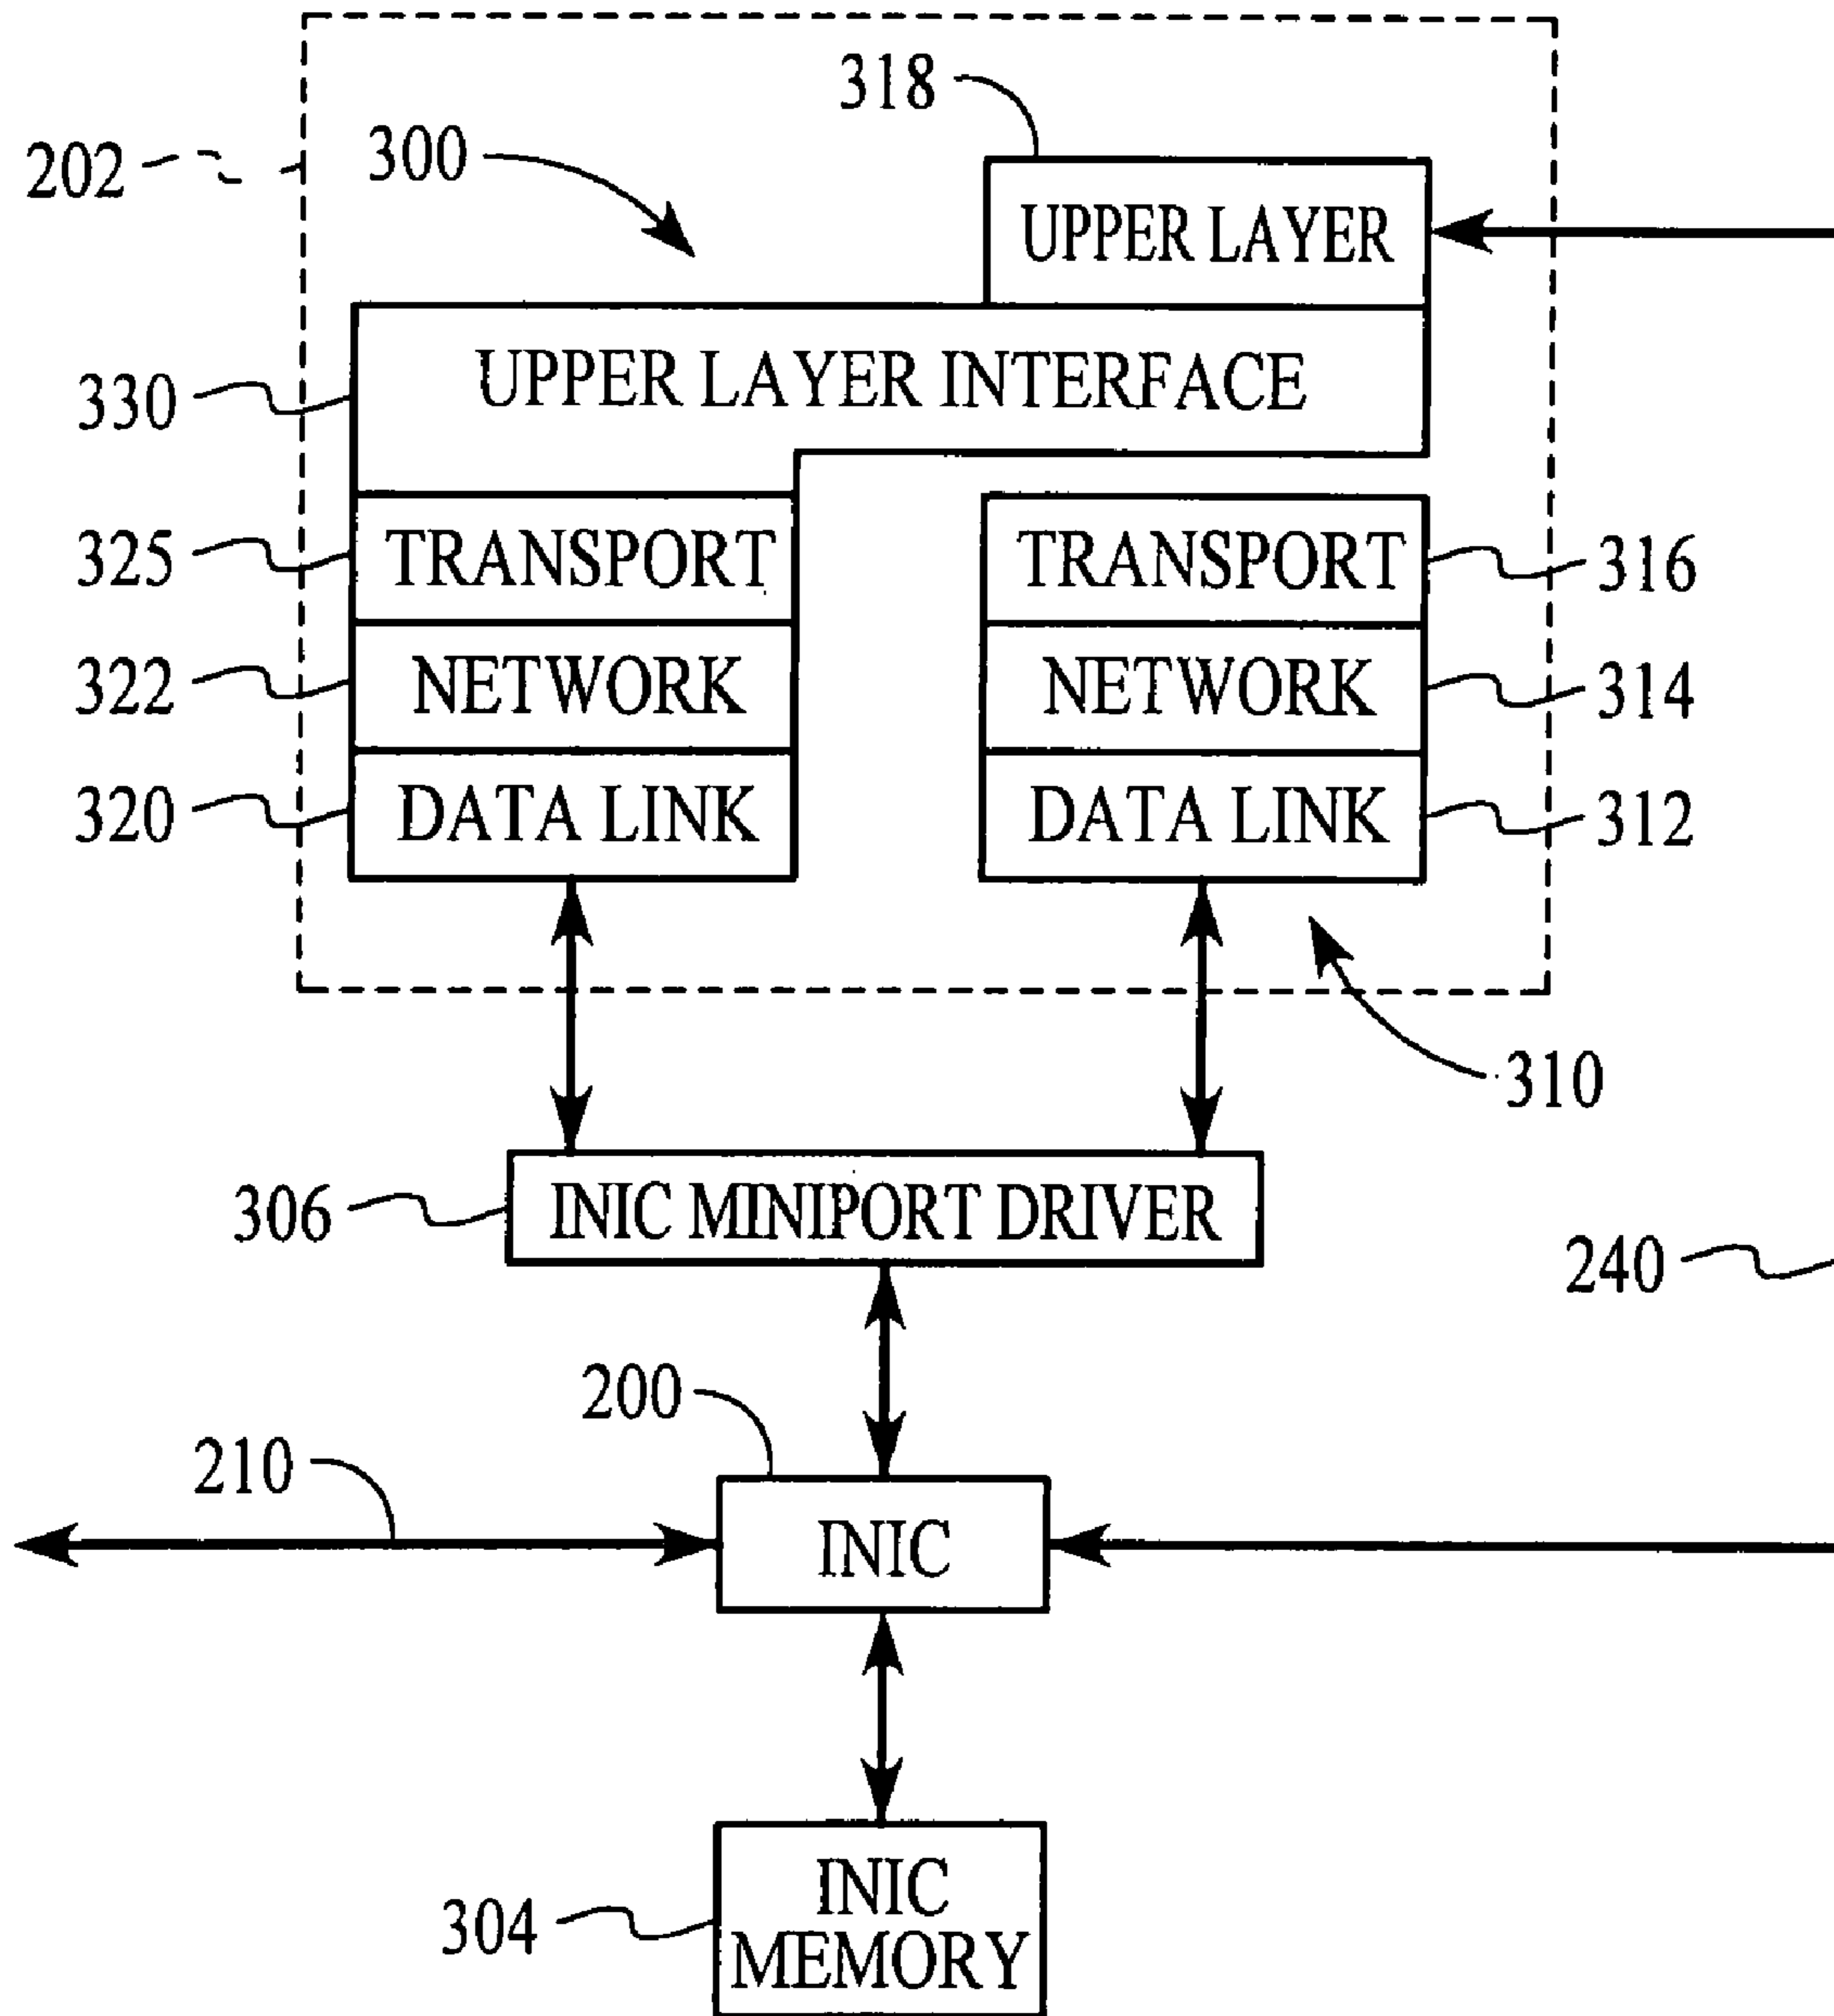 318
202
300
UPPER LAYER
UPPER LAYER INTERFACE
330
325
TRANSPORT
TRANSPORT
316
322
NETWORK
NETWORK
314
320
DATA LINK
DATA LINK
312
310
306
INIC MINIPORT DRIVER
240
200
210
INIC
304
INIC
MEMORY